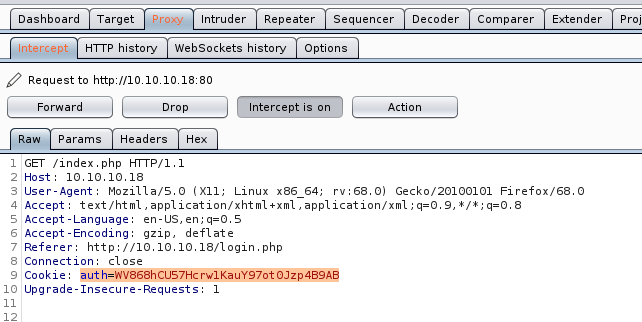 Dashboard Target Proxy Intruder Repeater Sequencer Decoder Comparer Extender Proj
Intercept HTTP history WebSockets history Options
Request to http://10.10.10.18:80
Forward Drop Intercept is on Action
Raw Params Headers Hex
1 GET /index.php HTTP/1.1
2 Host: 10.10.10.18
3 User-Agent: Mozilla/5.0 (X11; Linux x86_64; rv:68.0) Gecko/20100101 Firefox/68.0
4 Accept: text/html,application/xhtml+xml,application/xml;q=0.9,*/*;q=0.8
5 Accept-Language: en-US,en;q=0.5
6 Accept-Encoding: gzip, deflate
7 Referer: http://10.10.10.18/login.php
8 Connection: close
9 Cookie: auth=WV868hCU57Hcrw1KauY97ot0Jzp4B9AB
10 Upgrade-Insecure-Requests: 1
11
12